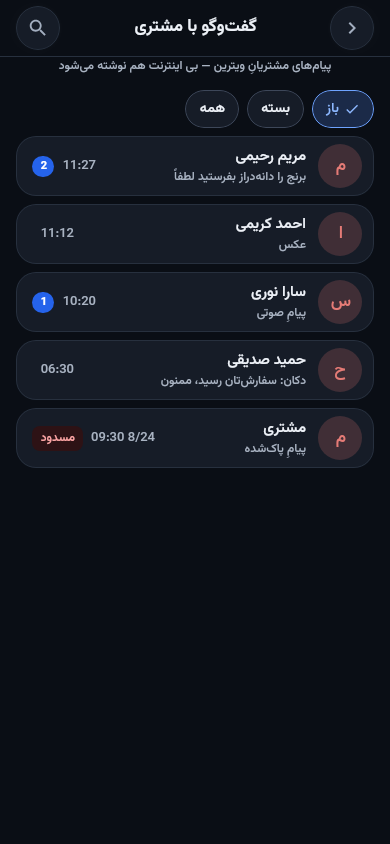 گفت‌وگو با مشتری
پیام‌های مشتریانِ ویترین — بی اینترنت هم نوشته می‌شود
باز
بسته
همه
م
مریم رحیمی
برنج را دانه‌دراز بفرستید لطفاً
11:27
2
ا
احمد کریمی
عکس
11:12
س
سارا نوری
پیامِ صوتی
10:20
1
ح
حمید صدیقی
دکان: سفارش‌تان رسید، ممنون
06:30
م
مشتری
پیامِ پاک‌شده
8/24 09:30
مسدود